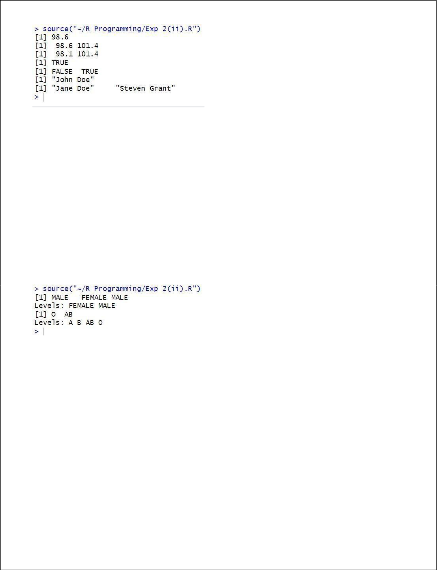 > source("~/R Programming/Exp 2(ii).R")
[1] 98.6
[1]  98.6 101.4
[1]  98.1 101.4
[1] TRUE
[1] FALSE  TRUE
[1] "John Doe"
[1] "Jane Doe"     "Steven Grant"
>
> source("~/R Programming/Exp 2(ii).R")
[1] MALE   FEMALE MALE
Levels: FEMALE MALE
[1] O  AB
Levels: A B AB O
>